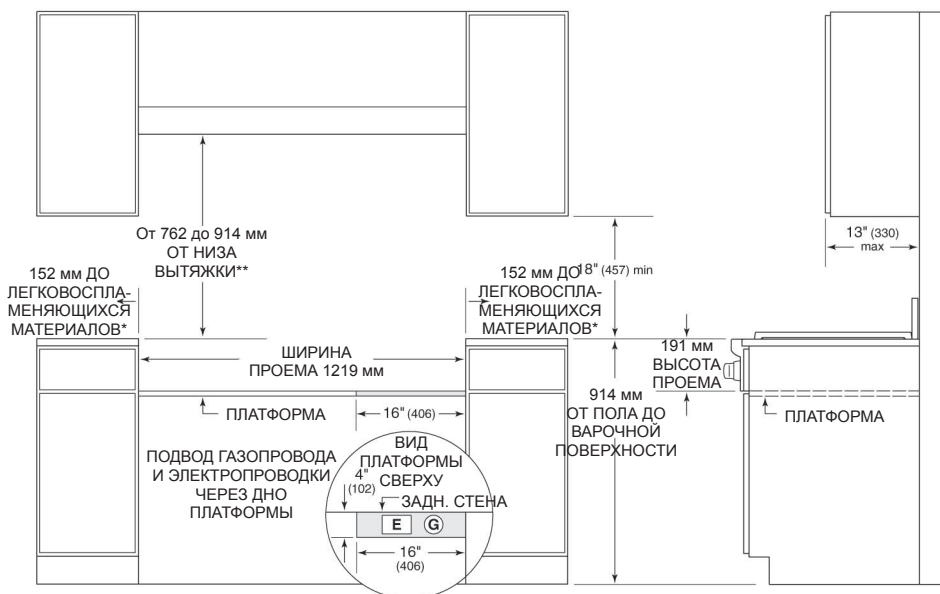 От 762 до 914 мм
ОТ НИЗА
ВЫТЯЖКИ**
13" (330)
max
18" (457) min
152 мм ДО
ЛЕГКОВОСПЛА-
МЕНЯЮЩИХСЯ
МАТЕРИАЛОВ*
152 мм ДО
ЛЕГКОВОСПЛА-
МЕНЯЮЩИХСЯ
МАТЕРИАЛОВ*
ШИРИНА
ПРОЕМА 1219 мм
191 мм
ВЫСОТА
ПРОЕМА
914 мм
ОТ ПОЛА ДО
ВАРОЧНОЙ
ПОВЕРХНОСТИ
ПЛАТФОРМА
16" (406)
ПЛАТФОРМА
ПОДВОД ГАЗОПРОВОДА
И ЭЛЕКТРОПРОВОДКИ
ЧЕРЕЗ ДНО
ПЛАТФОРМЫ
ВИД
ПЛАТФОРМЫ
СВЕРХУ
4"
(102)
ЗАДН. СТЕНА
E G
16"
(406)